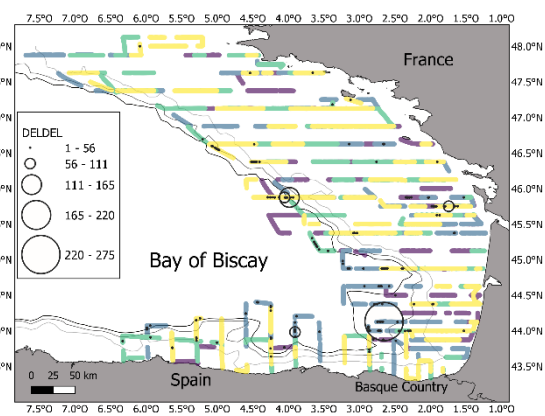 7.5°O 7.0°O 6.5°O 6.0°O 5.5°O 5.0°O 4.5°O 4.0°O 3.5°O 3.0°O 2.5°O 2.0°O 1.5°O 1.0°O
°N 48.0°N
France
°N 47.5°N
°N 47.0°N
DELDEL
1 - 56
°N 46.5°N
56 - 111
111 - 165
°N 46.0°N
165 - 220
°N 45.5°N
220 - 275
Bay of Biscay
°N 45.0°N
°N 44.5°N
°N 44.0°N
°N 43.5°N
Spain
Basque Country
0 25 50 km
7.5°O 7.0°O 6.5°O 6.0°O 5.5°O 5.0°O 4.5°O 4.0°O 3.5°O 3.0°O 2.5°O 2.0°O 1.5°O 1.0°O